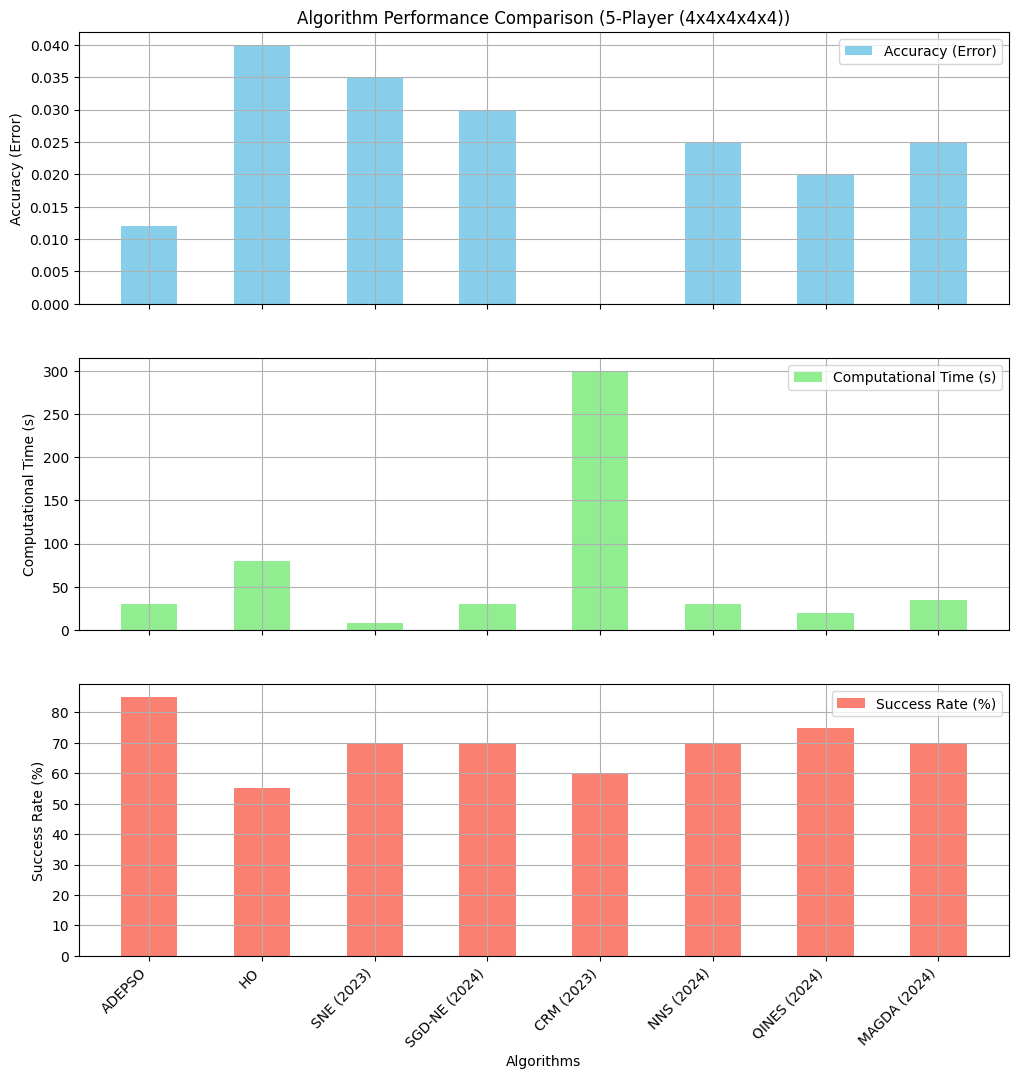 Algorithm Performance Comparison (5-Player (4x4x4x4x4))
Accuracy (Error)
0.040
0.035
0.030
0.025
0.020
0.015
0.010
0.005
0.000
Accuracy (Error)
Computational Time (s)
300
250
200
150
100
50
0
Computational Time (s)
Success Rate (%)
80
70
60
50
40
30
20
10
0
Success Rate (%)
ADEPSO
HO
SNE (2023)
SGD-NE (2024)
CRM (2023)
NNS (2024)
QINES (2024)
MAGDA (2024)
Algorithms